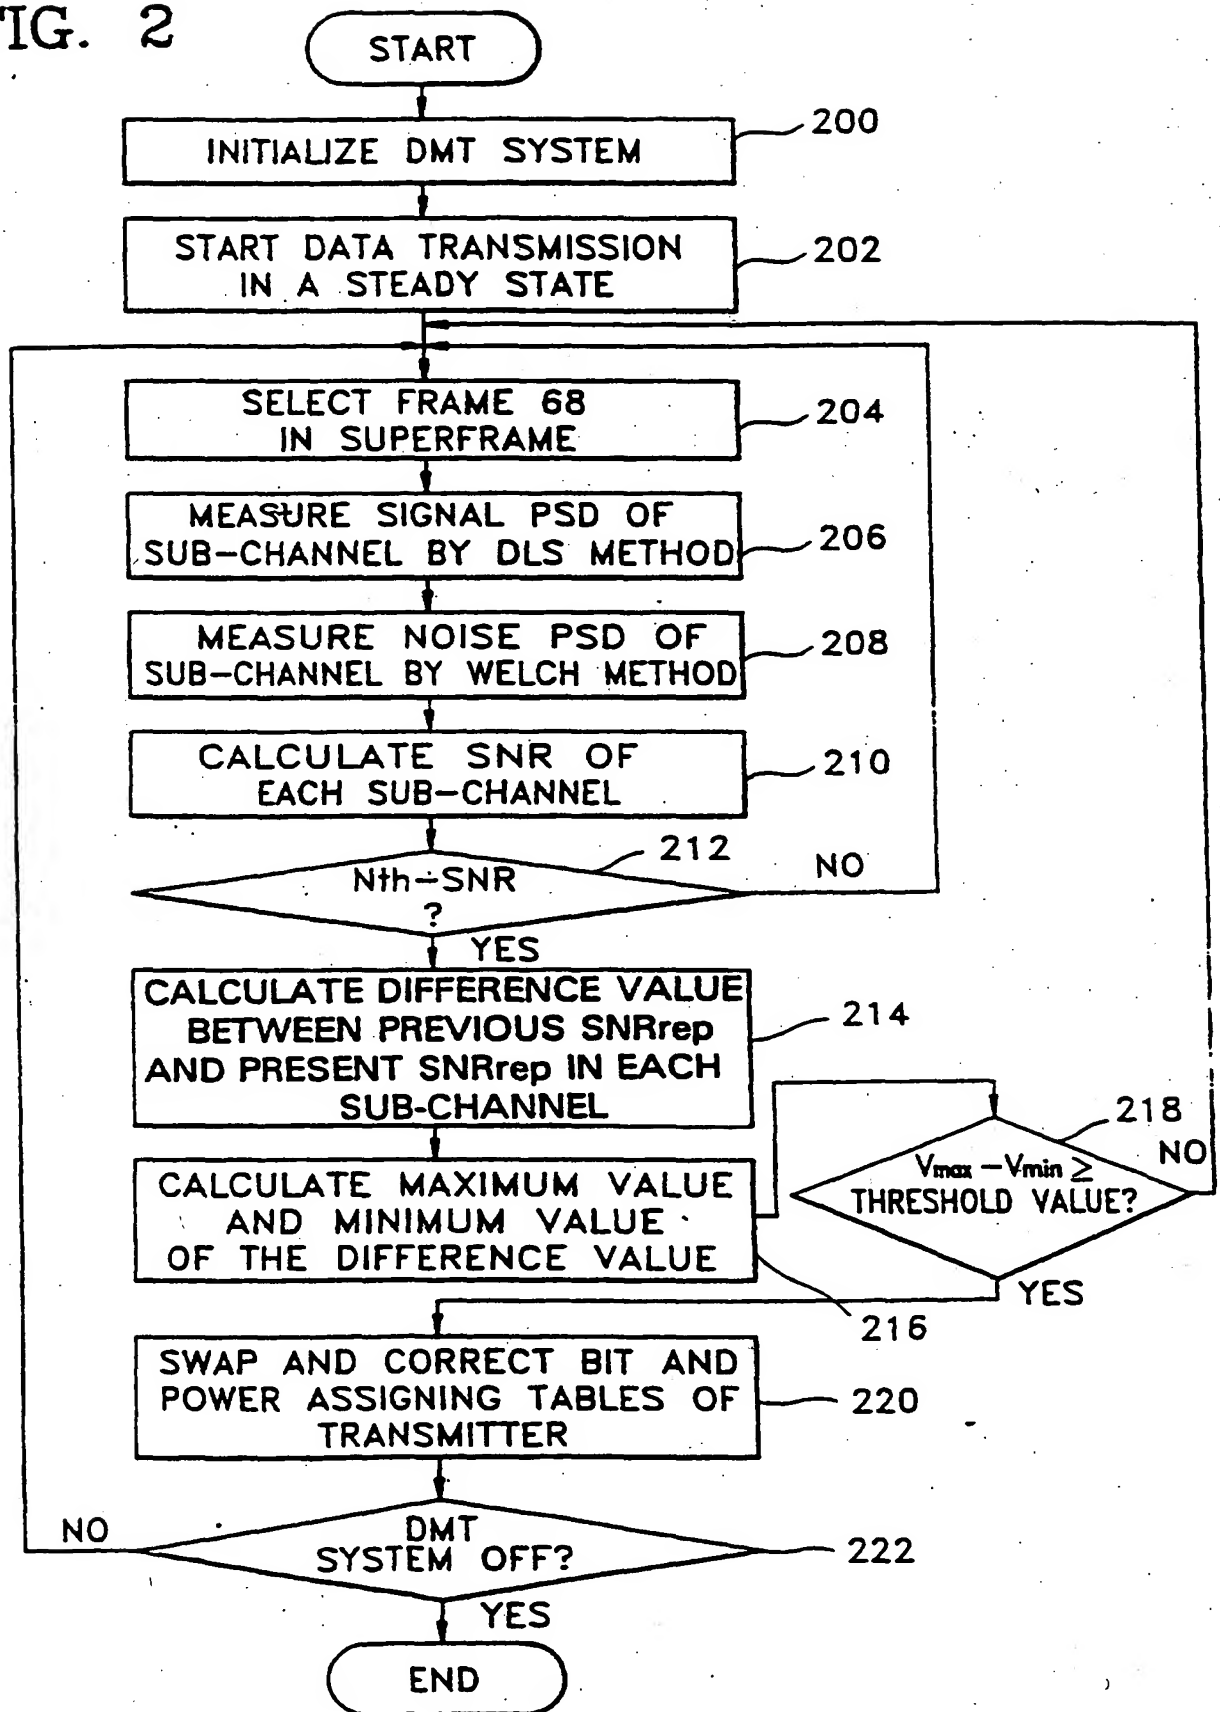 FIG. 2
START
INITIALIZE DMT SYSTEM
200
START DATA TRANSMISSION
IN A STEADY STATE
202
SELECT FRAME 68
IN SUPERFRAME
204
MEASURE SIGNAL PSD OF
SUB-CHANNEL BY DLS METHOD
206
MEASURE NOISE PSD OF
SUB-CHANNEL BY WELCH METHOD
208
CALCULATE SNR OF
EACH SUB-CHANNEL
210
Nth-SNR
?
212
NO
YES
CALCULATE DIFFERENCE VALUE
BETWEEN PREVIOUS SNRrep
AND PRESENT SNRrep IN EACH
SUB-CHANNEL
214
CALCULATE MAXIMUM VALUE
AND MINIMUM VALUE
OF THE DIFFERENCE VALUE
216
Vmax - Vmin ≥
THRESHOLD VALUE?
218
NO
YES
SWAP AND CORRECT BIT AND
POWER ASSIGNING TABLES OF
TRANSMITTER
220
DMT
SYSTEM OFF?
222
NO
YES
END